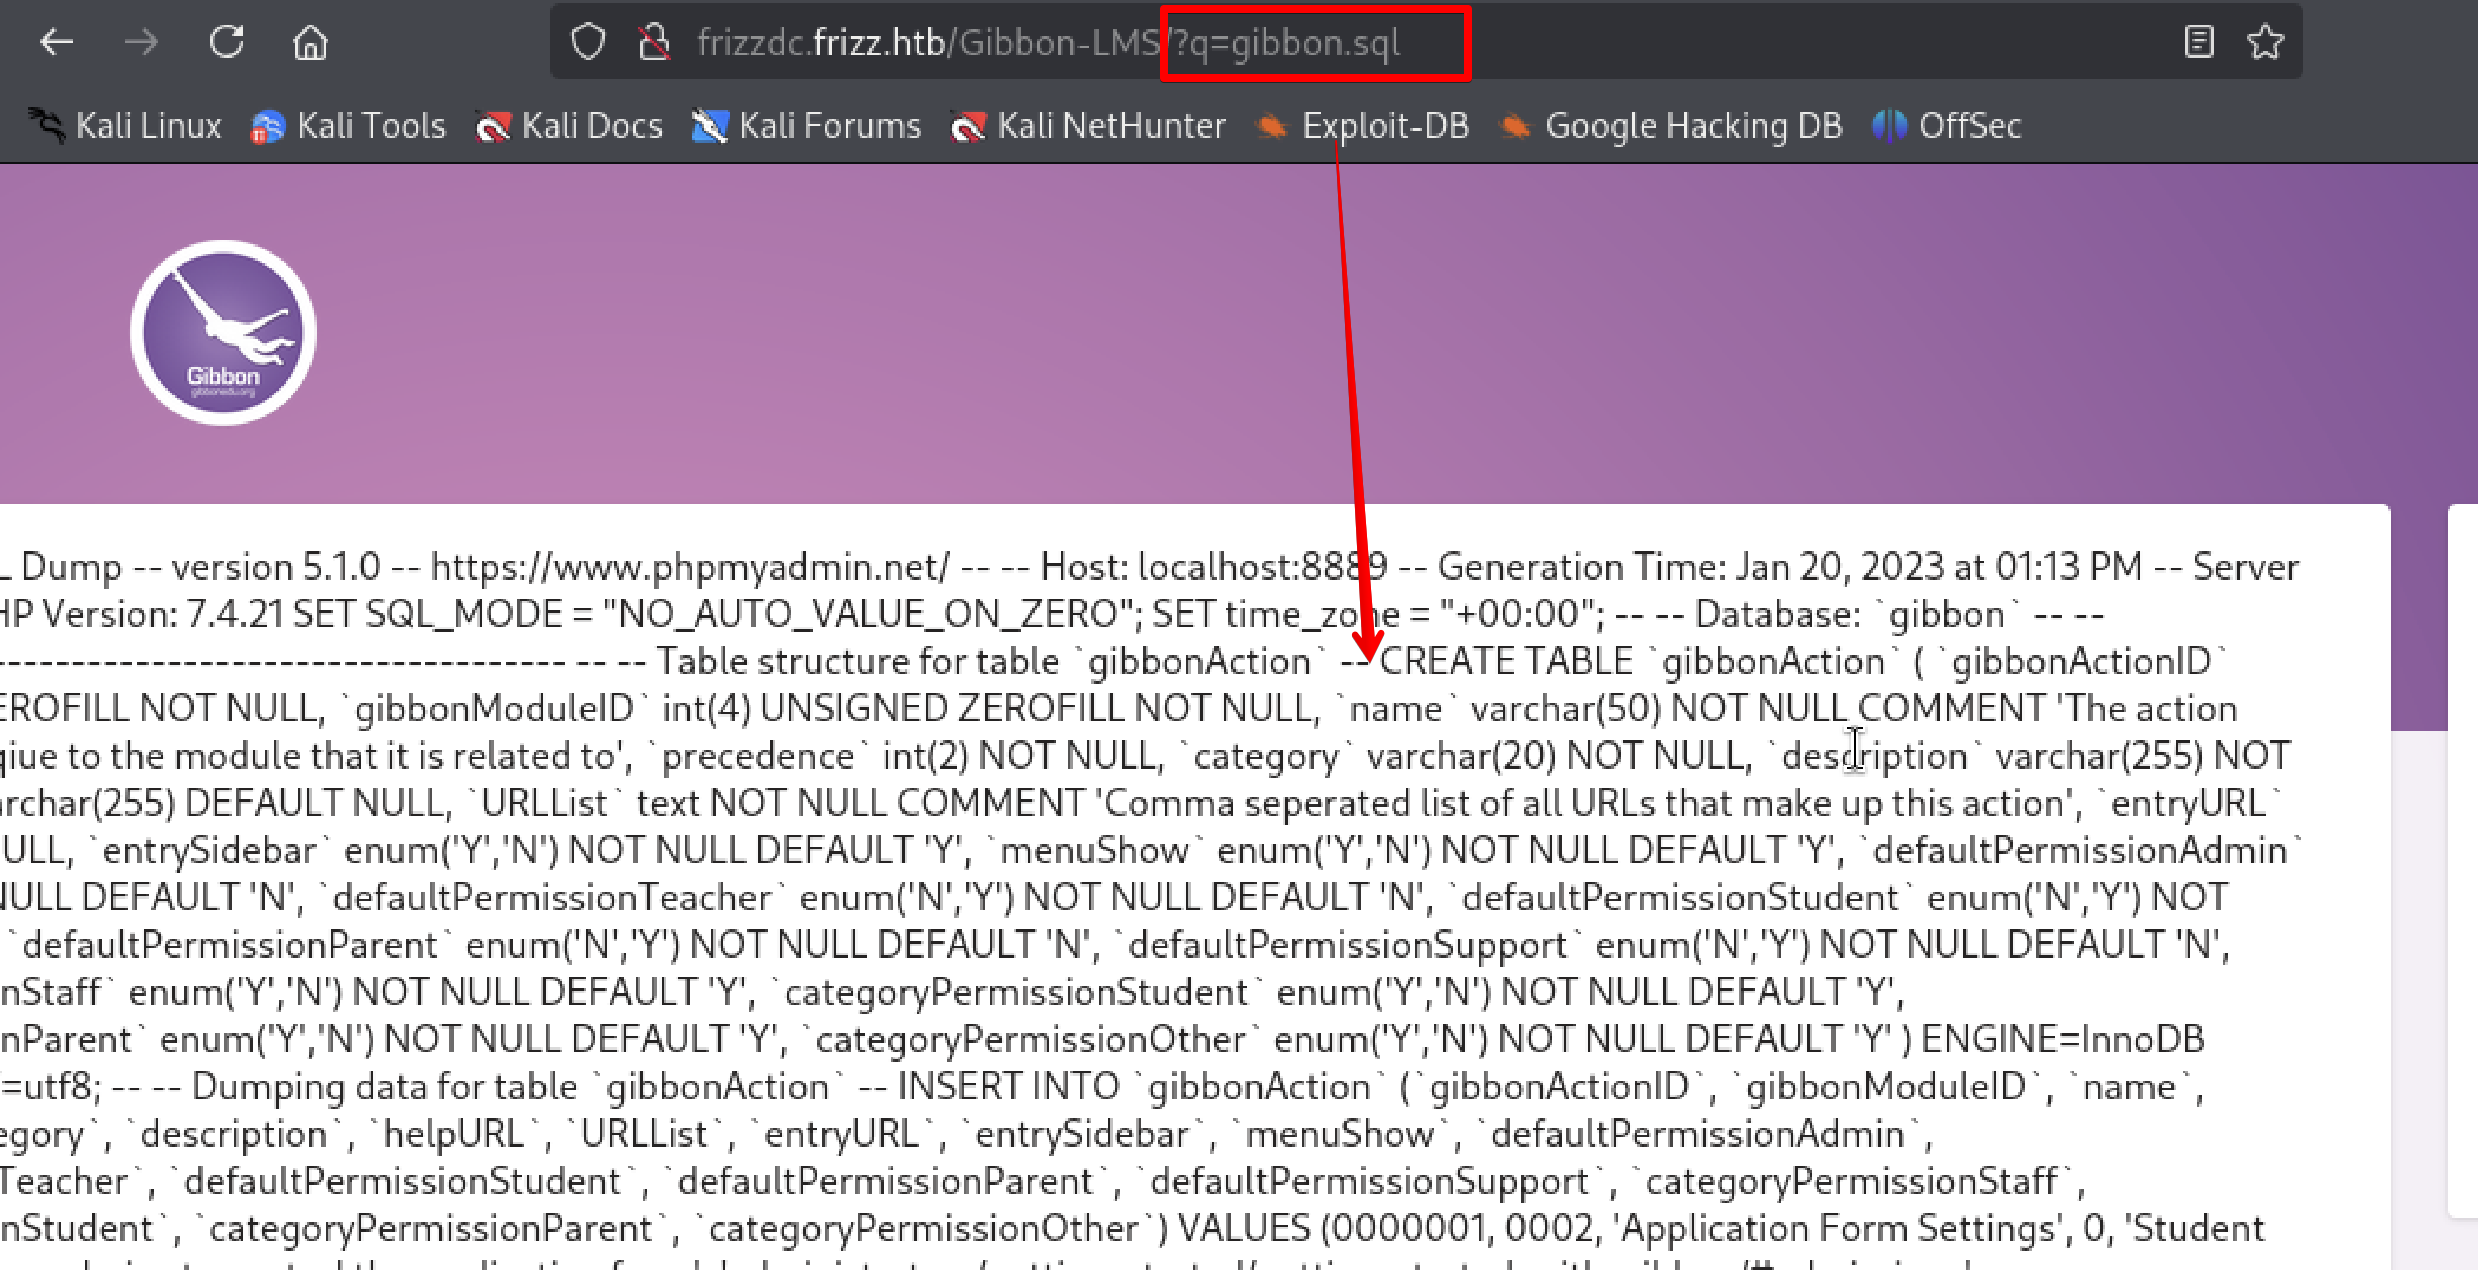 frizzdc.frizz.htb/Gibbon-LMS/?q=gibbon.sql
Kali Linux Kali Tools Kali Docs Kali Forums Kali NetHunter Exploit-DB Google Hacking DB OffSec
Gibbon
gibbonedu.org
L Dump -- version 5.1.0 -- https://www.phpmyadmin.net/ -- -- Host: localhost:8889 -- Generation Time: Jan 20, 2023 at 01:13 PM -- Server
HP Version: 7.4.21 SET SQL_MODE = "NO_AUTO_VALUE_ON_ZERO"; SET time_zone = "+00:00"; -- -- Database: `gibbon` -- --
------------------------------------ -- -- Table structure for table `gibbonAction` -- CREATE TABLE `gibbonAction` ( `gibbonActionID`
EROFILL NOT NULL, `gibbonModuleID` int(4) UNSIGNED ZEROFILL NOT NULL, `name` varchar(50) NOT NULL COMMENT 'The action
qiue to the module that it is related to', `precedence` int(2) NOT NULL, `category` varchar(20) NOT NULL, `description` varchar(255) NOT
archar(255) DEFAULT NULL, `URLList` text NOT NULL COMMENT 'Comma seperated list of all URLs that make up this action', `entryURL`
ULL, `entrySidebar` enum('Y','N') NOT NULL DEFAULT 'Y', `menuShow` enum('Y','N') NOT NULL DEFAULT 'Y', `defaultPermissionAdmin`
NULL DEFAULT 'N', `defaultPermissionTeacher` enum('N','Y') NOT NULL DEFAULT 'N', `defaultPermissionStudent` enum('N','Y') NOT
`defaultPermissionParent` enum('N','Y') NOT NULL DEFAULT 'N', `defaultPermissionSupport` enum('N','Y') NOT NULL DEFAULT 'N',
nStaff` enum('Y','N') NOT NULL DEFAULT 'Y', `categoryPermissionStudent` enum('Y','N') NOT NULL DEFAULT 'Y',
nParent` enum('Y','N') NOT NULL DEFAULT 'Y', `categoryPermissionOther` enum('Y','N') NOT NULL DEFAULT 'Y' ) ENGINE=InnoDB
=utf8; -- -- Dumping data for table `gibbonAction` -- INSERT INTO `gibbonAction` (`gibbonActionID`, `gibbonModuleID`, `name`,
egory`, `description`, `helpURL`, `URLList`, `entryURL`, `entrySidebar`, `menuShow`, `defaultPermissionAdmin`,
Teacher`, `defaultPermissionStudent`, `defaultPermissionParent`, `defaultPermissionSupport`, `categoryPermissionStaff`,
nStudent`, `categoryPermissionParent`, `categoryPermissionOther`) VALUES (0000001, 0002, 'Application Form Settings', 0, 'Student